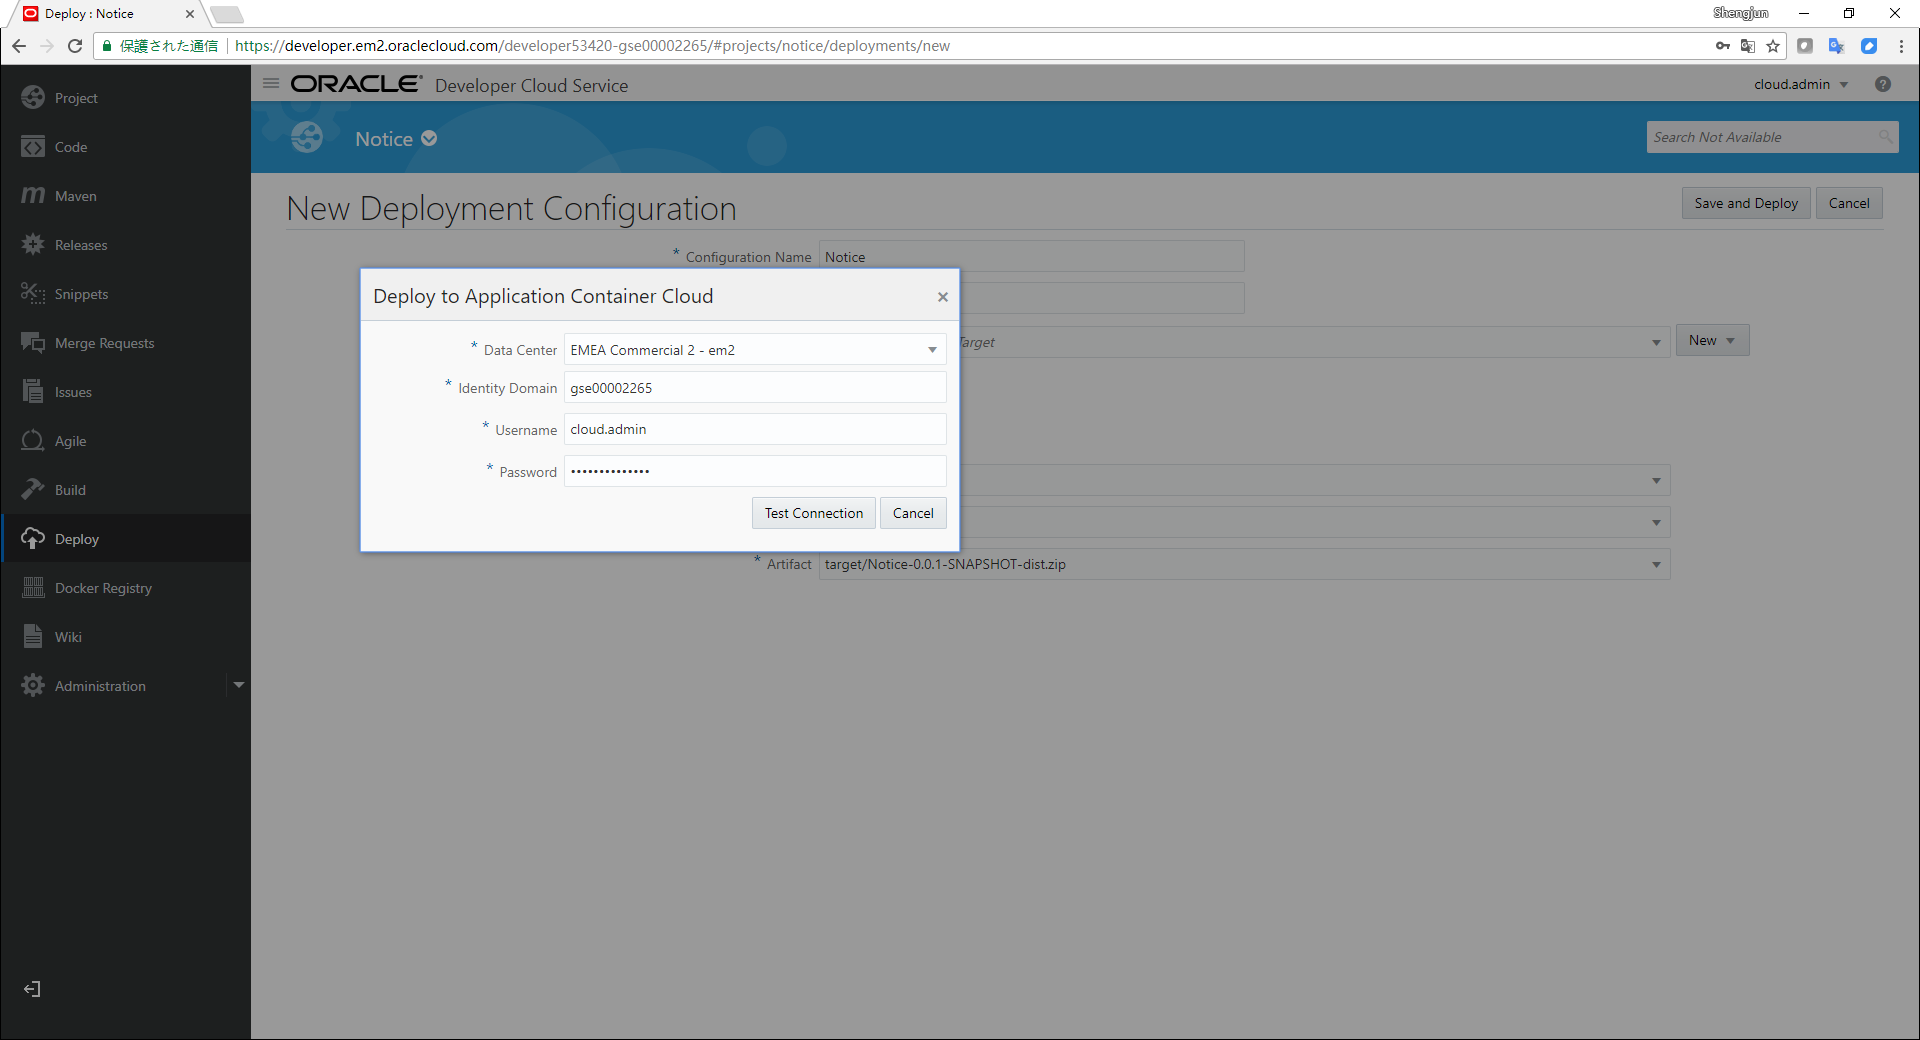 Deploy : Notice
Shengjun
保護された通信 https://developer.em2.oraclecloud.com/developer53420-gse00002265/#projects/notice/deployments/new
ORACLE Developer Cloud Service
cloud.admin
Notice
Search Not Available
Project
Code
Maven
Releases
Snippets
Merge Requests
Issues
Agile
Build
Deploy
Docker Registry
Wiki
Administration
New Deployment Configuration
Save and Deploy
Cancel
* Configuration Name Notice
Target
New
Deploy to Application Container Cloud
* Data Center EMEA Commercial 2 - em2
* Identity Domain gse00002265
* Username cloud.admin
* Password ••••••••••••••
Test Connection
Cancel
* Artifact target/Notice-0.0.1-SNAPSHOT-dist.zip